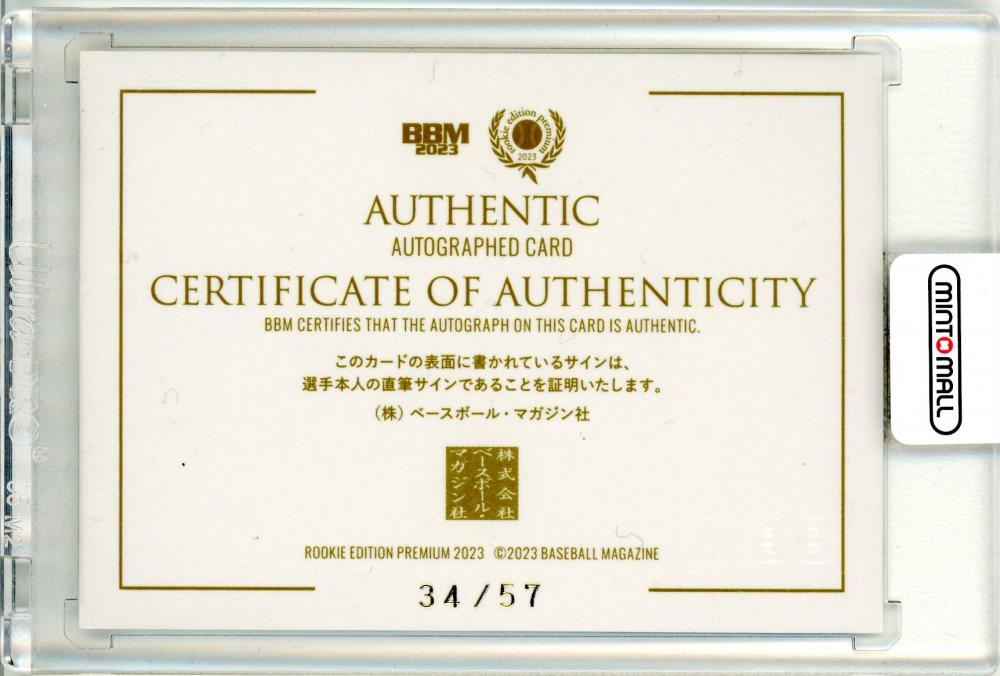 BBM
2023
rookie edition premium
2023
AUTHENTIC
AUTOGRAPHED CARD
CERTIFICATE OF AUTHENTICITY
BBM CERTIFIES THAT THE AUTOGRAPH ON THIS CARD IS AUTHENTIC.
このカードの表面に書かれているサインは、
選手本人の直筆サインであることを証明いたします。
（株）ベースボール・マガジン社
株式会社
ベースボール・
マガジン社
ROOKIE EDITION PREMIUM 2023 ©2023 BASEBALL MAGAZINE
34/57
MINTOMALL
Ultra·PRO®